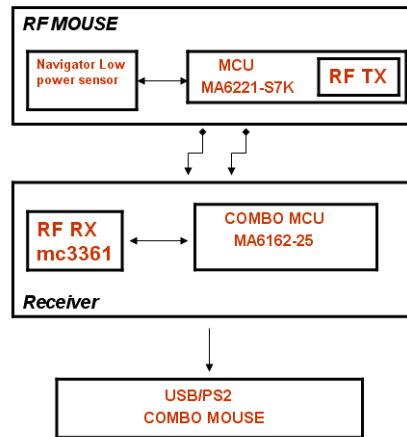 RF MOUSE
Navigator Low
power sensor
MCU
MA6221-S7K
RF TX
RF RX
mc3361
COMBO MCU
MA6162-25
Receiver
USB/PS2
COMBO MOUSE